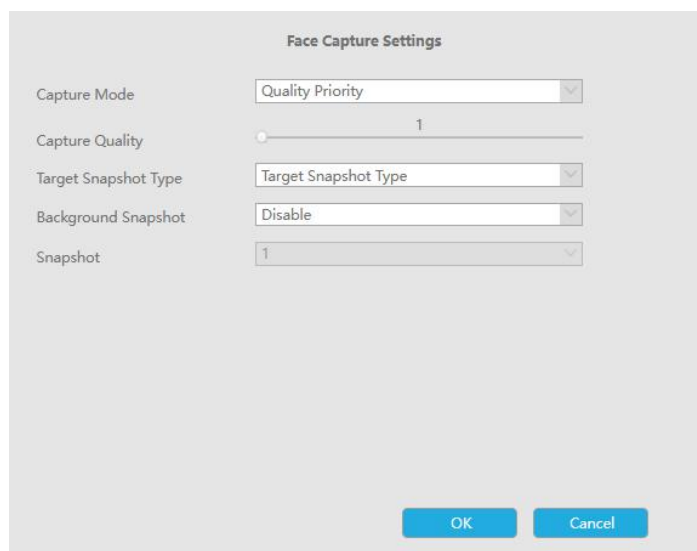 Face Capture Settings
Capture Mode Quality Priority
Capture Quality 1
Target Snapshot Type Target Snapshot Type
Background Snapshot Disable
Snapshot 1
OK Cancel